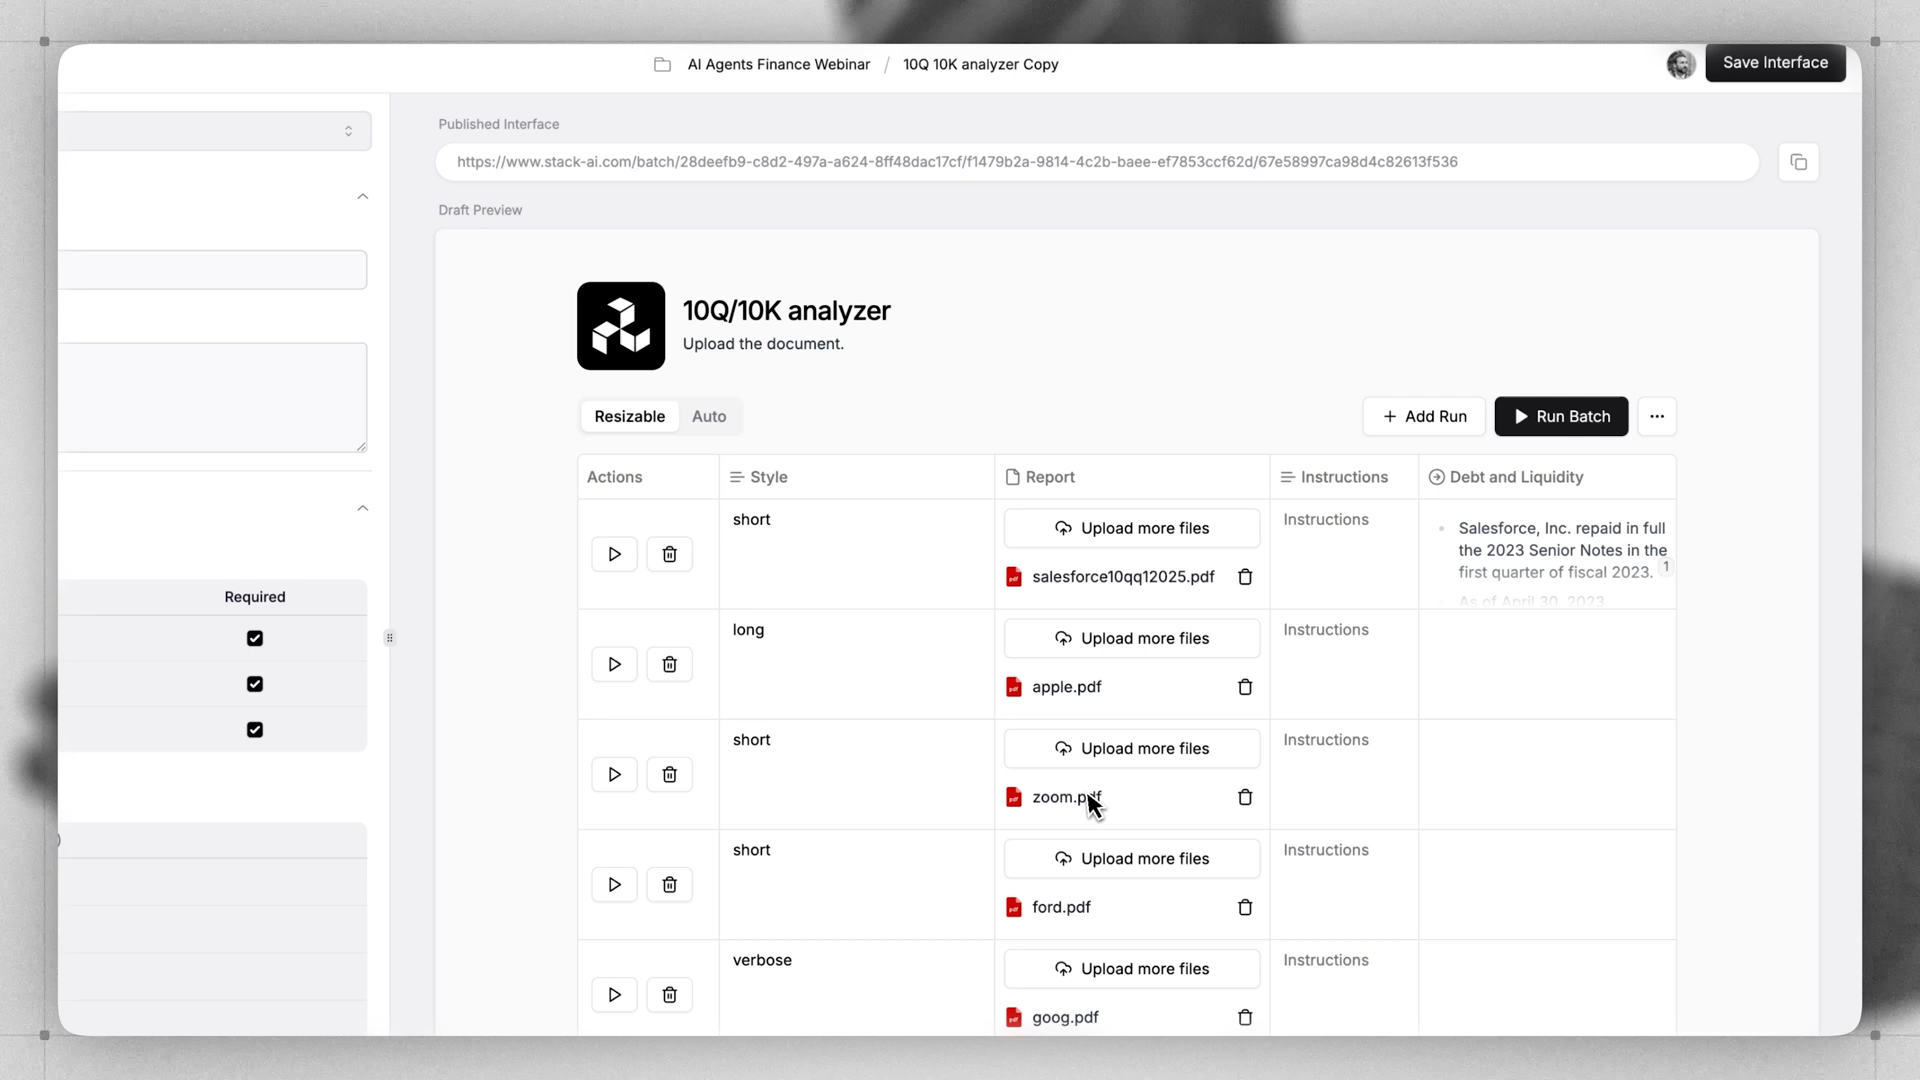 AI Agents Finance Webinar / 10Q 10K analyzer Copy
Save Interface
Published Interface
https://www.stack-ai.com/batch/28deefb9-c8d2-497a-a624-8ff48dac17cf/f1479b2a-9814-4c2b-baee-ef7853ccf62d/67e58997ca98d4c82613f536
Draft Preview
10Q/10K analyzer
Upload the document.
Resizable Auto
+ Add Run
Run Batch
Actions Style Report Instructions Debt and Liquidity
short
Upload more files
salesforce10qq12025.pdf
Instructions
Salesforce, Inc. repaid in full
the 2023 Senior Notes in the
first quarter of fiscal 2023. 1
As of April 30, 2023
Required
long
Upload more files
apple.pdf
Instructions
short
Upload more files
zoom.pdf
Instructions
short
Upload more files
ford.pdf
Instructions
verbose
Upload more files
goog.pdf
Instructions